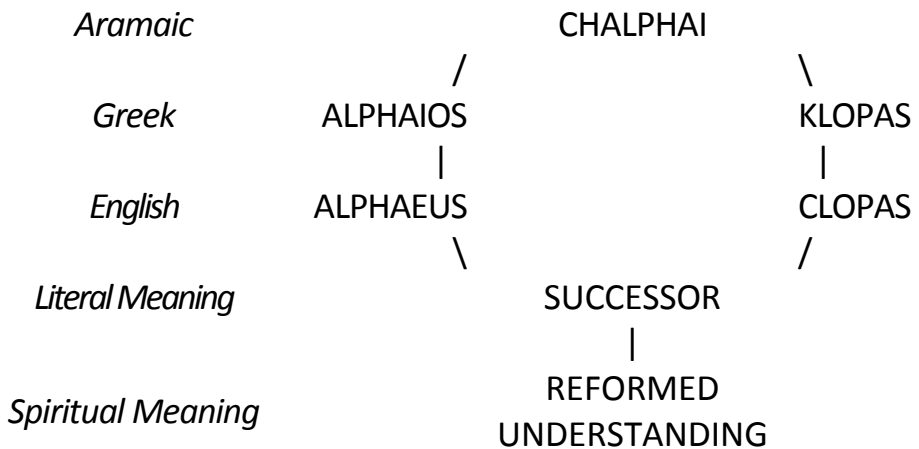 Aramaic CHALPHAI
/ \
Greek ALPHAIOS KLOPAS
| |
English ALPHAEUS CLOPAS
\ /
Literal Meaning SUCCESSOR
|
Spiritual Meaning REFORMED
UNDERSTANDING